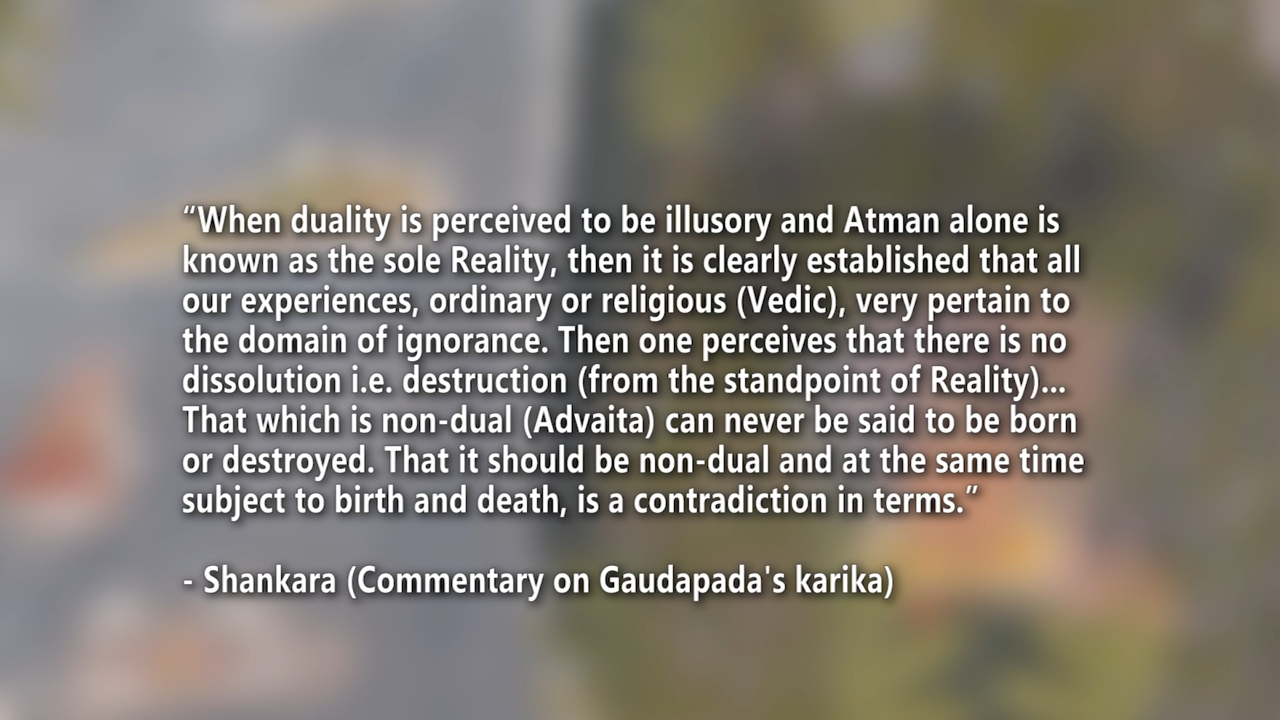 “When duality is perceived to be illusory and Atman alone is
known as the sole Reality, then it is clearly established that all
our experiences, ordinary or religious (Vedic), very pertain to
the domain of ignorance. Then one perceives that there is no
dissolution i.e. destruction (from the standpoint of Reality)...
That which is non-dual (Advaita) can never be said to be born
or destroyed. That it should be non-dual and at the same time
subject to birth and death, is a contradiction in terms.”
- Shankara (Commentary on Gaudapada's karika)